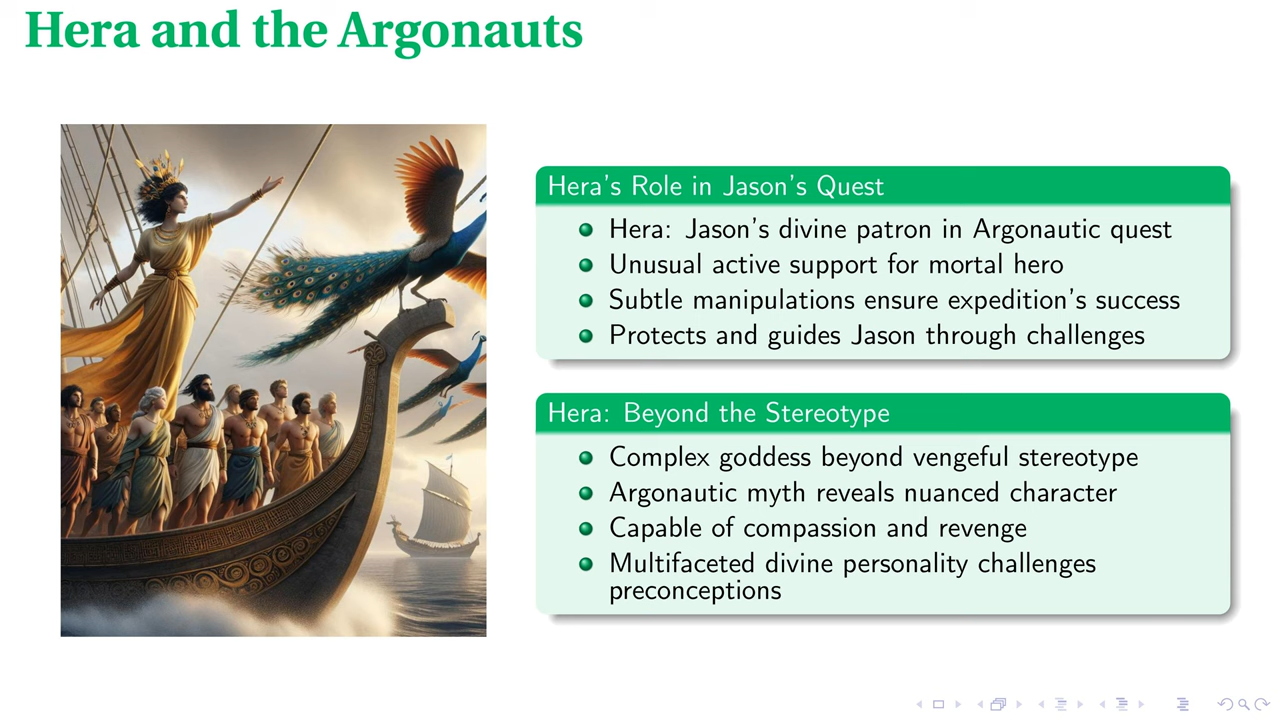 Hera and the Argonauts
Hera's Role in Jason's Quest
Hera: Jason's divine patron in Argonautic quest
Unusual active support for mortal hero
Subtle manipulations ensure expedition's success
Protects and guides Jason through challenges
Hera: Beyond the Stereotype
Complex goddess beyond vengeful stereotype
Argonautic myth reveals nuanced character
Capable of compassion and revenge
Multifaceted divine personality challenges
preconceptions